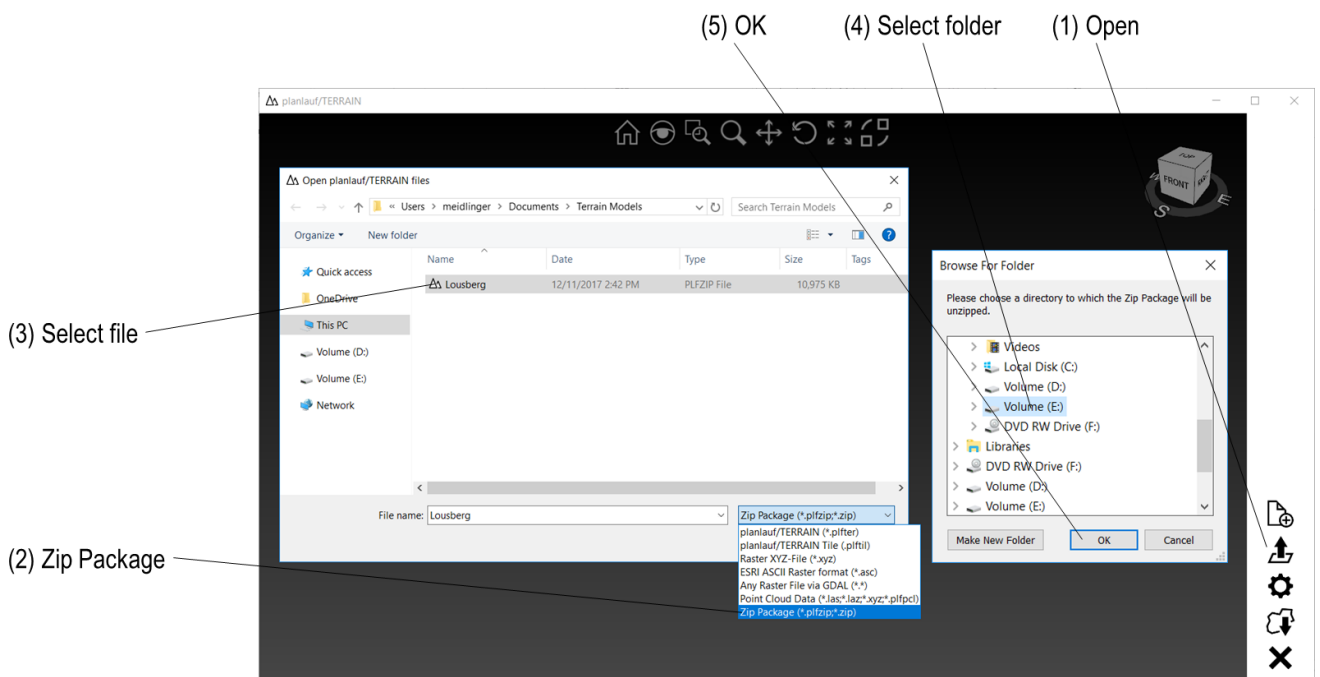 (5) OK
(4) Select folder
(1) Open
planlauf/TERRAIN
TOP
FRONT
S
E
Open planlauf/TERRAIN files
« Users > meidlinger > Documents > Terrain Models
Search Terrain Models
Organize
New folder
Name
Date
Type
Size
Tags
Quick access
OneDrive
This PC
Volume (D:)
Volume (E:)
Network
Lousberg
12/11/2017 2:42 PM
PLFZIP File
10,975 KB
(3) Select file
File name:
Lousberg
Zip Package (*.plfzip;*.zip)
planlauf/TERRAIN (*.plfter)
planlauf/TERRAIN Tile (.plftil)
Raster XYZ-File (*.xyz)
ESRI ASCII Raster format (*.asc)
Any Raster File via GDAL (*.*)
Point Cloud Data (*.las;*.laz;*.xyz;*.plfpcl)
Zip Package (*.plfzip;*.zip)
(2) Zip Package
Browse For Folder
Please choose a directory to which the Zip Package will be
unzipped.
Videos
Local Disk (C:)
Volume (D:)
Volume (E:)
DVD RW Drive (F:)
Libraries
DVD RW Drive (F:)
Volume (D:)
Volume (E:)
Make New Folder
OK
Cancel